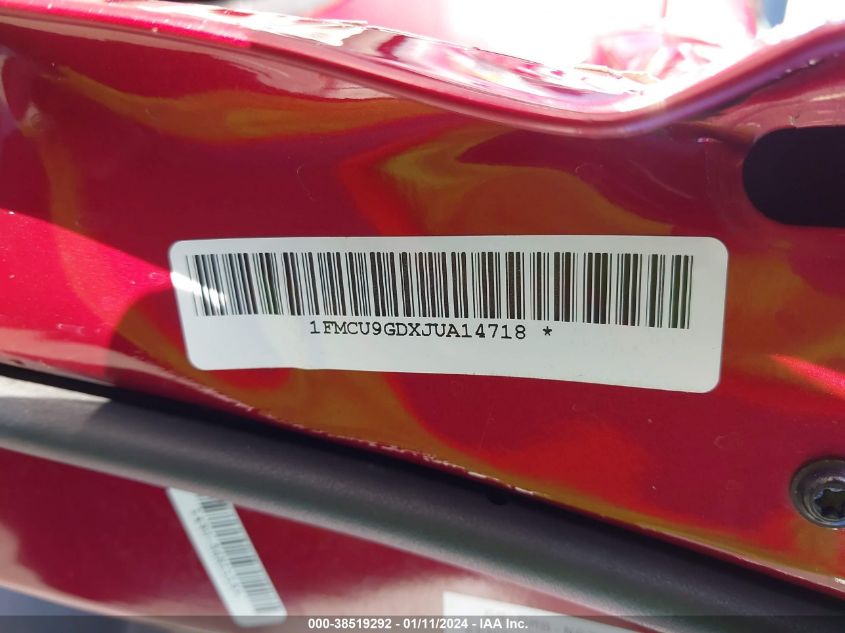 1FMCU9GDXJUA14718 *
000-38519292 - 01/11/2024 - IAA Inc.